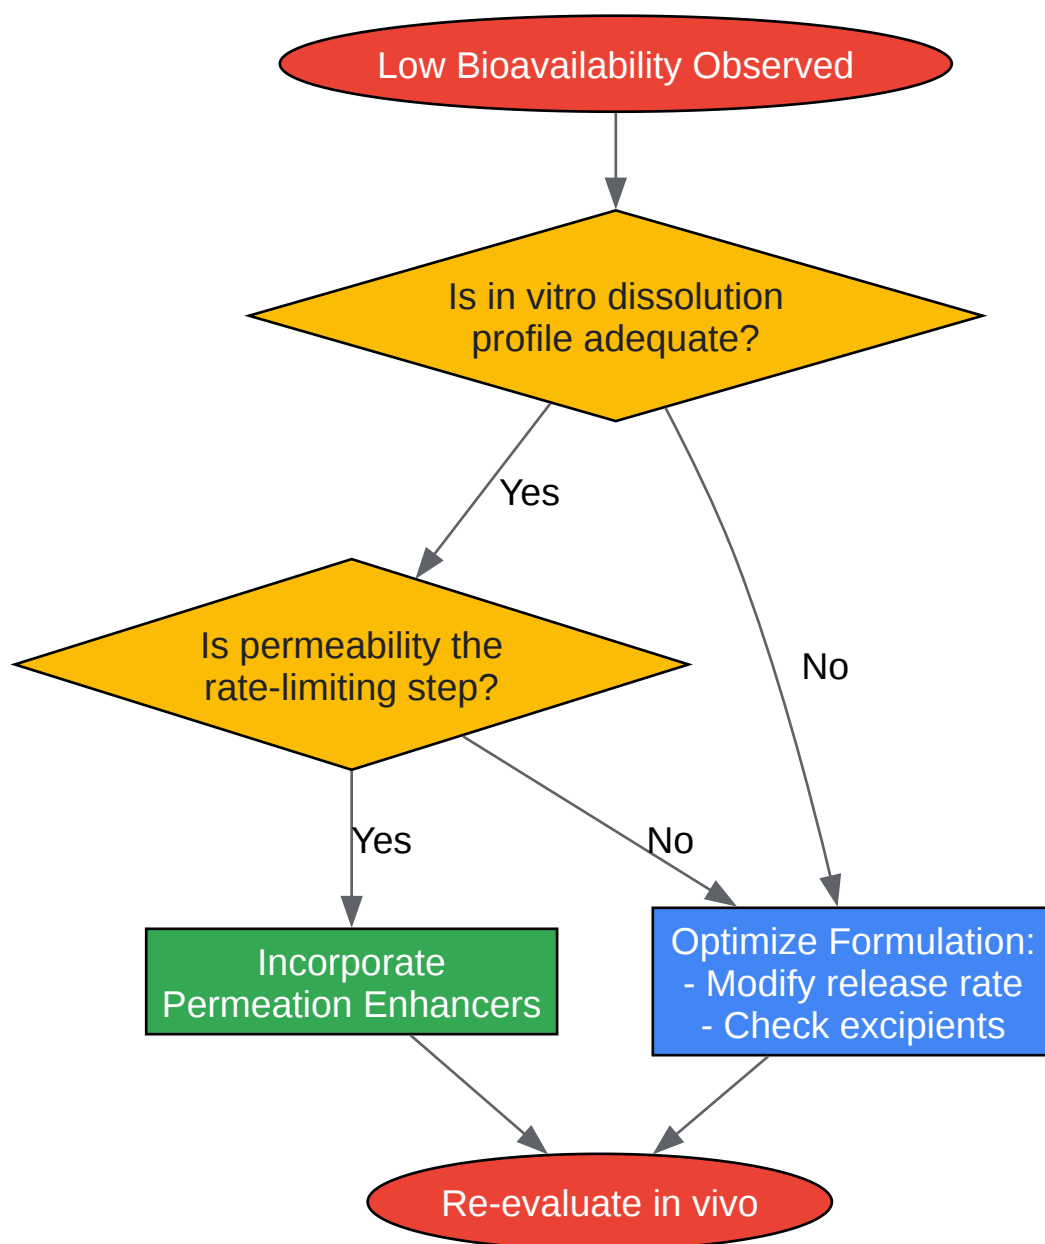 Low Bioavailability Observed
Is in vitro dissolution
profile adequate?
Yes
Is permeability the
rate-limiting step?
No
Yes
No
Incorporate
Permeation Enhancers
Optimize Formulation:
- Modify release rate
- Check excipients
Re-evaluate in vivo